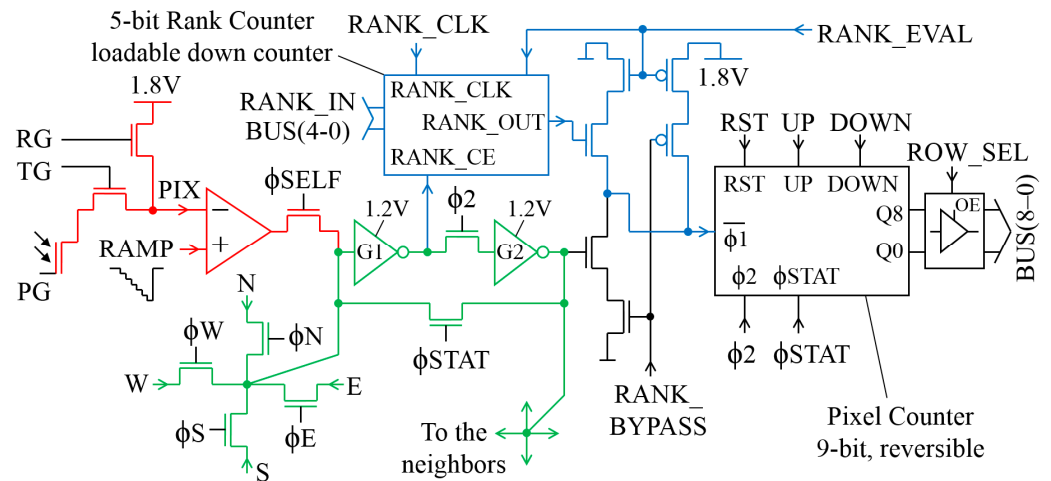 5-bit Rank Counter
loadable down counter
RANK_CLK
RANK_EVAL
1.8V
1.8V
RANK_CLK
RANK_IN
BUS(4-0)
RANK_OUT
RANK_CE
RG
TG
PIX
RAMP
PG
−
+
ϕSELF
1.2V
G1
ϕ2
1.2V
G2
RST
UP
DOWN
ROW_SEL
RST
UP
DOWN
ϕ1
ϕ2
ϕSTAT
Q8
Q0
OE
BUS(8–0)
N
ϕW
ϕN
W
E
ϕS
ϕE
S
ϕSTAT
ϕ2
ϕSTAT
RANK_
BYPASS
To the
neighbors
Pixel Counter
9-bit, reversible